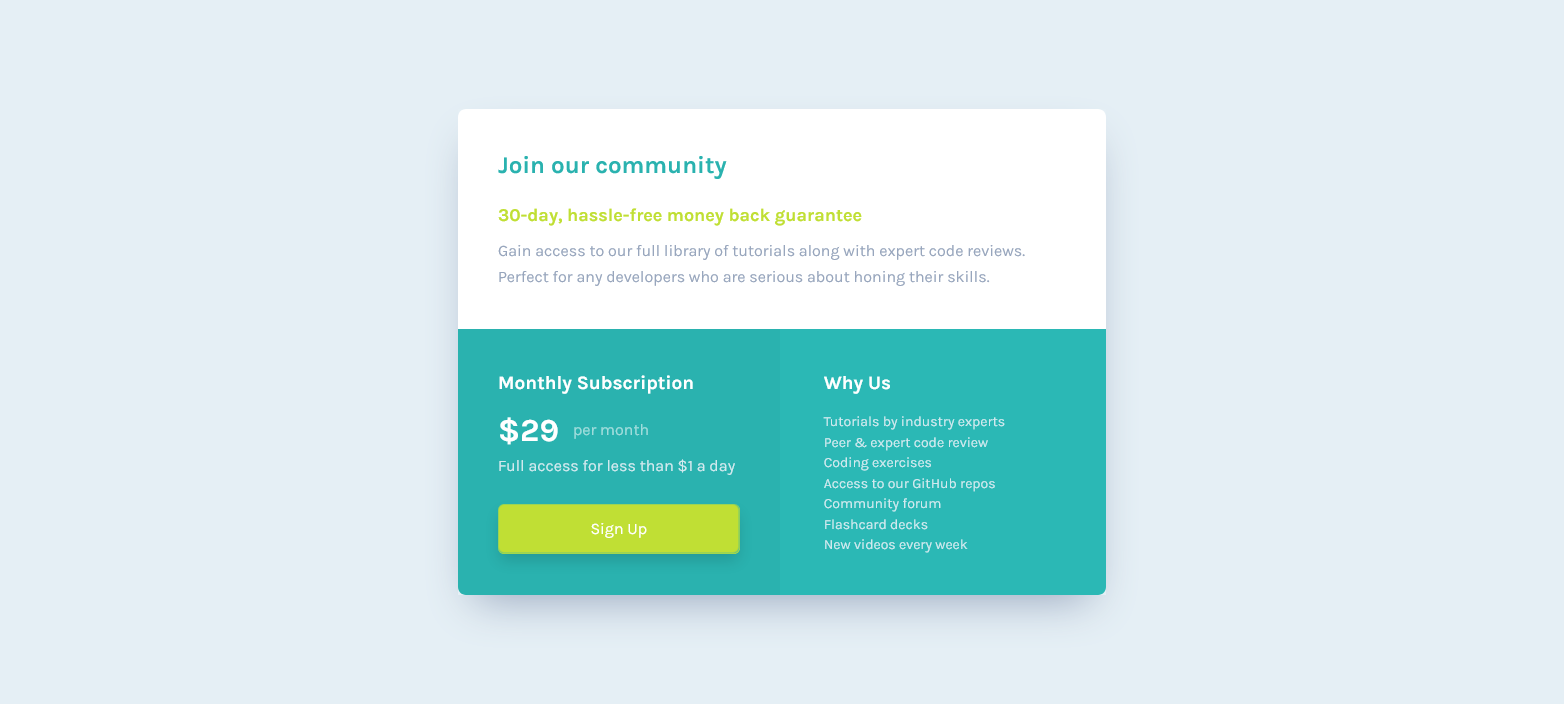 Join our community
30-day, hassle-free money back guarantee
Gain access to our full library of tutorials along with expert code reviews.
Perfect for any developers who are serious about honing their skills.
Monthly Subscription
$29 per month
Full access for less than $1 a day
Sign Up
Why Us
Tutorials by industry experts
Peer & expert code review
Coding exercises
Access to our GitHub repos
Community forum
Flashcard decks
New videos every week